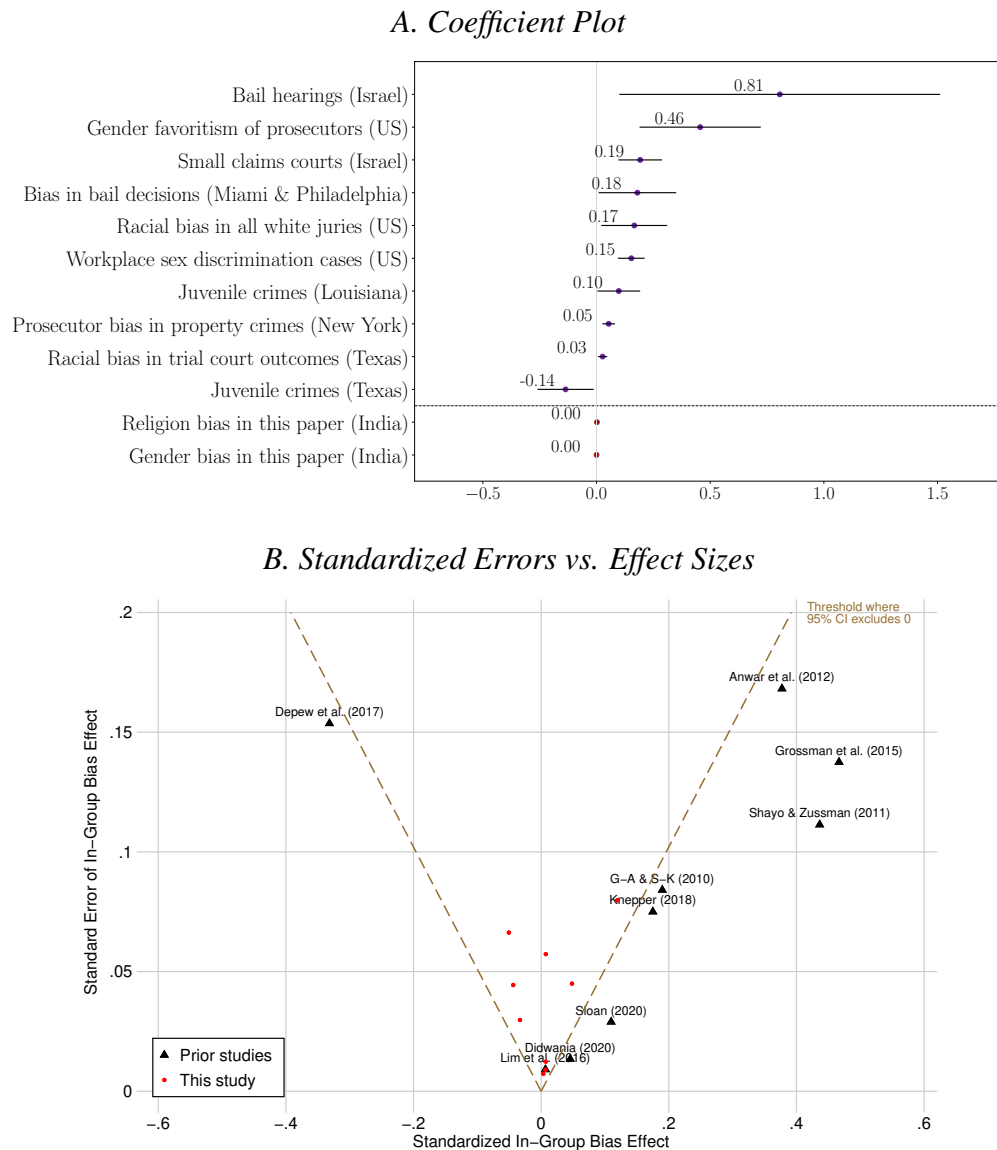 A. Coefficient Plot
Bail hearings (Israel)
0.81
Gender favoritism of prosecutors (US)
0.46
Small claims courts (Israel)
0.19
Bias in bail decisions (Miami & Philadelphia)
0.18
Racial bias in all white juries (US)
0.17
Workplace sex discrimination cases (US)
0.15
Juvenile crimes (Louisiana)
0.10
Prosecutor bias in property crimes (New York)
0.05
Racial bias in trial court outcomes (Texas)
0.03
Juvenile crimes (Texas)
-0.14
Religion bias in this paper (India)
0.00
Gender bias in this paper (India)
0.00
−0.5 0.0 0.5 1.0 1.5
B. Standardized Errors vs. Effect Sizes
Threshold where
95% CI excludes 0
.2
.15
.1
.05
0
Standard Error of In−Group Bias Effect
Anwar et al. (2012)
Depew et al. (2017)
Grossman et al. (2015)
Shayo & Zussman (2011)
G−A & S−K (2010)
Knepper (2018)
Sloan (2020)
Didwania (2020)
Lim et al. (2016)
Prior studies
This study
−.6 −.4 −.2 0 .2 .4 .6
Standardized In−Group Bias Effect